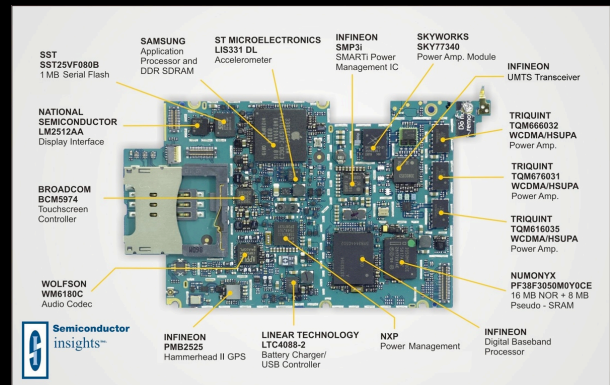 SST
SST25VF080B
1 MB Serial Flash
SAMSUNG
Application
Processor and
DDR SDRAM
ST MICROELECTRONICS
LIS331 DL
Accelerometer
INFINEON
SMP3i
SMARTi Power
Management IC
SKYWORKS
SKY77340
Power Amp. Module
INFINEON
UMTS Transceiver
NATIONAL
SEMICONDUCTOR
LM2512AA
Display Interface
TRIQUINT
TQM666032
WCDMA/HSUPA
Power Amp.
BROADCOM
BCM5974
Touchscreen
Controller
TRIQUINT
TQM676031
WCDMA/HSUPA
Power Amp.
TRIQUINT
TQM616035
WCDMA/HSUPA
Power Amp.
WOLFSON
WM6180C
Audio Codec
NUMONYX
PF38F3050M0Y0CE
16 MB NOR + 8 MB
Pseudo - SRAM
INFINEON
PMB2525
Hammerhead II GPS
LINEAR TECHNOLOGY
LTC4088-2
Battery Charger/
USB Controller
NXP
Power Management
INFINEON
Digital Baseband
Processor
Semiconductor
insights℠
Do not
remove